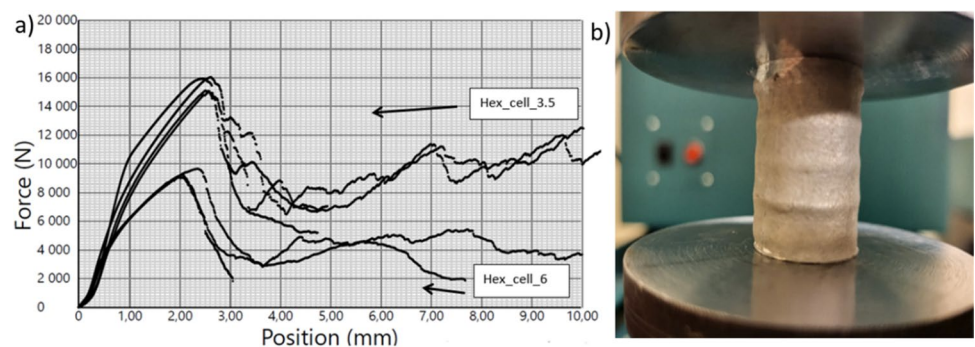 a)
20 000
18 000
16 000
14 000
12 000
10 000
8 000
6 000
4 000
2 000
0
Force (N)
Hex_cell_3.5
Hex_cell_6
0 1,00 2,00 3,00 4,00 5,00 6,00 7,00 8,00 9,00 10,00
Position (mm)
b)